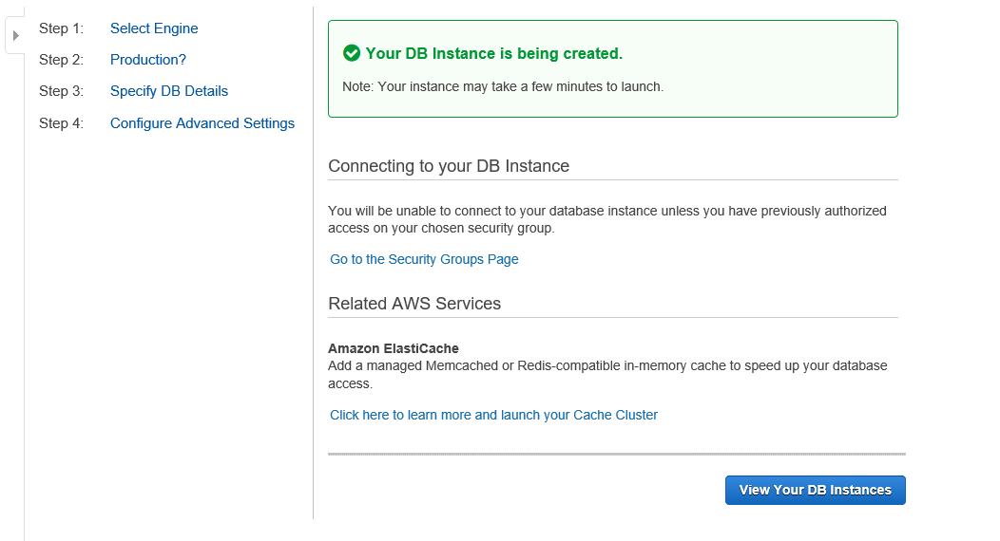 Step 1: Select Engine
Step 2: Production?
Step 3: Specify DB Details
Step 4: Configure Advanced Settings
Your DB Instance is being created.
Note: Your instance may take a few minutes to launch.
Connecting to your DB Instance
You will be unable to connect to your database instance unless you have previously authorized
access on your chosen security group.
Go to the Security Groups Page
Related AWS Services
Amazon ElastiCache
Add a managed Memcached or Redis-compatible in-memory cache to speed up your database
access.
Click here to learn more and launch your Cache Cluster
View Your DB Instances